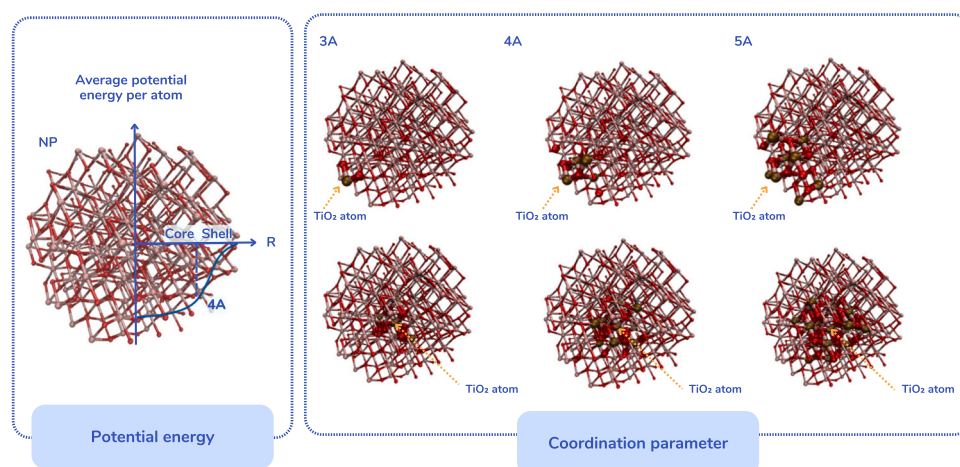 Average potential
energy per atom
NP
Core Shell
R
4A
Potential energy
3A
4A
5A
TiO₂ atom
TiO₂ atom
TiO₂ atom
TiO₂ atom
TiO₂ atom
TiO₂ atom
Coordination parameter